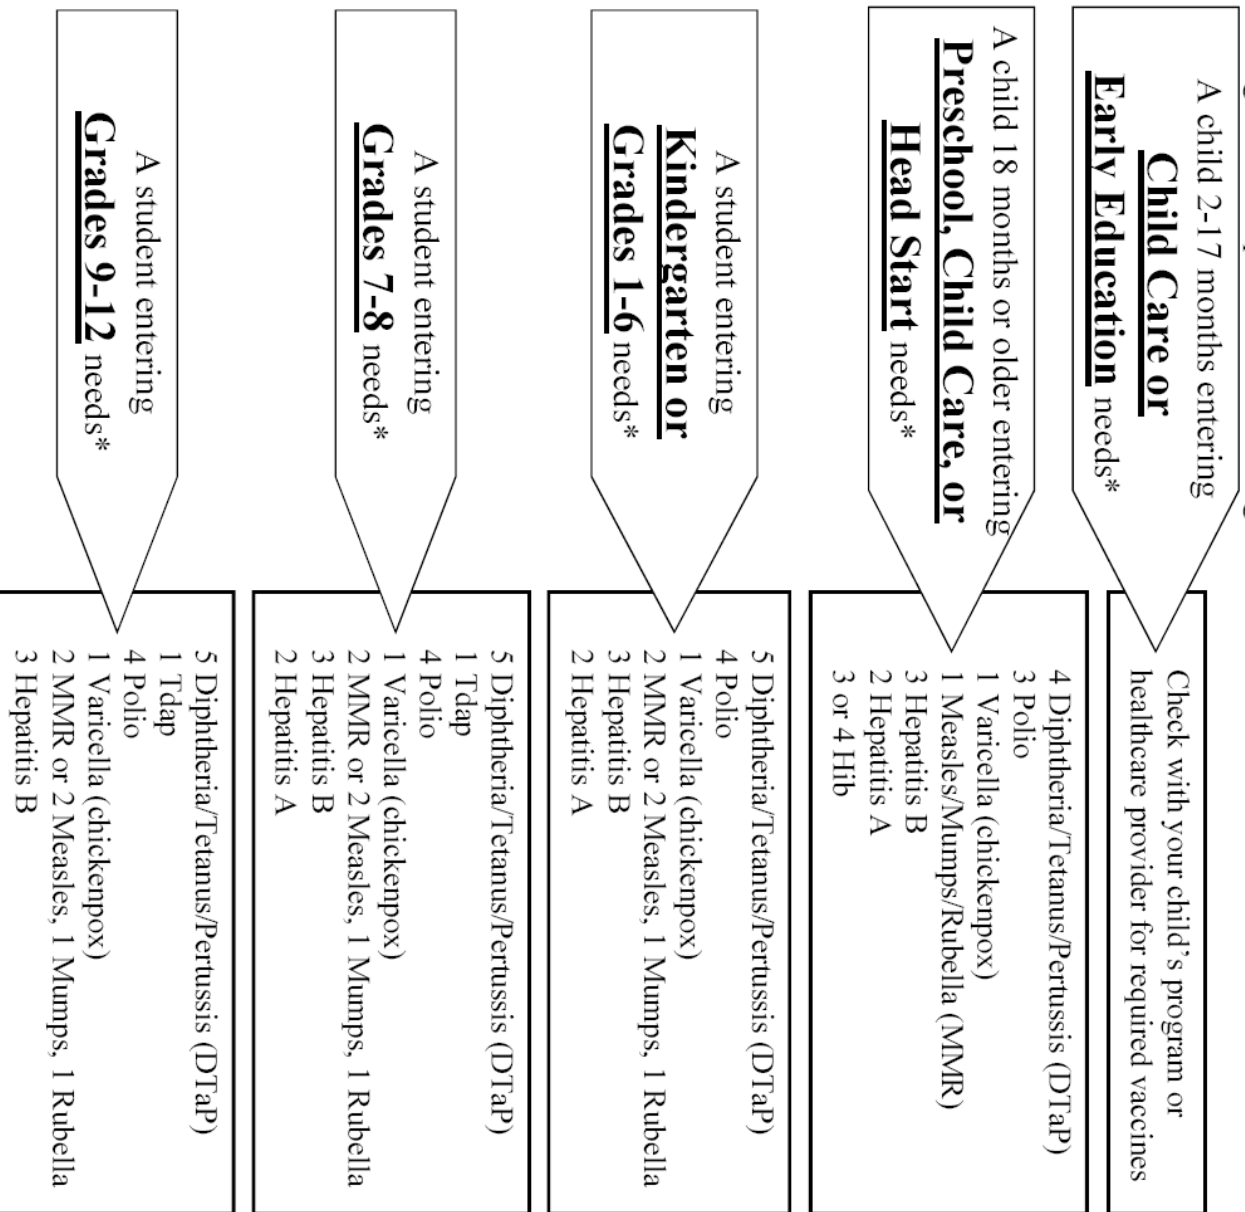 A child 2-17 months entering
Child Care or
Early Education needs*
Check with your child's program or
healthcare provider for required vaccines
A child 18 months or older entering
Preschool, Child Care, or
Head Start needs*
4 Diphtheria/Tetanus/Pertussis (DTaP)
3 Polio
1 Varicella (chickenpox)
1 Measles/Mumps/Rubella (MMR)
3 Hepatitis B
2 Hepatitis A
3 or 4 Hib
A student entering
Kindergarten or
Grades 1-6 needs*
5 Diphtheria/Tetanus/Pertussis (DTaP)
4 Polio
1 Varicella (chickenpox)
2 MMR or 2 Measles, 1 Mumps, 1 Rubella
3 Hepatitis B
2 Hepatitis A
A student entering
Grades 7-8 needs*
5 Diphtheria/Tetanus/Pertussis (DTaP)
1 Tdap
4 Polio
1 Varicella (chickenpox)
2 MMR or 2 Measles, 1 Mumps, 1 Rubella
3 Hepatitis B
2 Hepatitis A
A student entering
Grades 9-12 needs*
5 Diphtheria/Tetanus/Pertussis (DTaP)
1 Tdap
4 Polio
1 Varicella (chickenpox)
2 MMR or 2 Measles, 1 Mumps, 1 Rubella
3 Hepatitis B